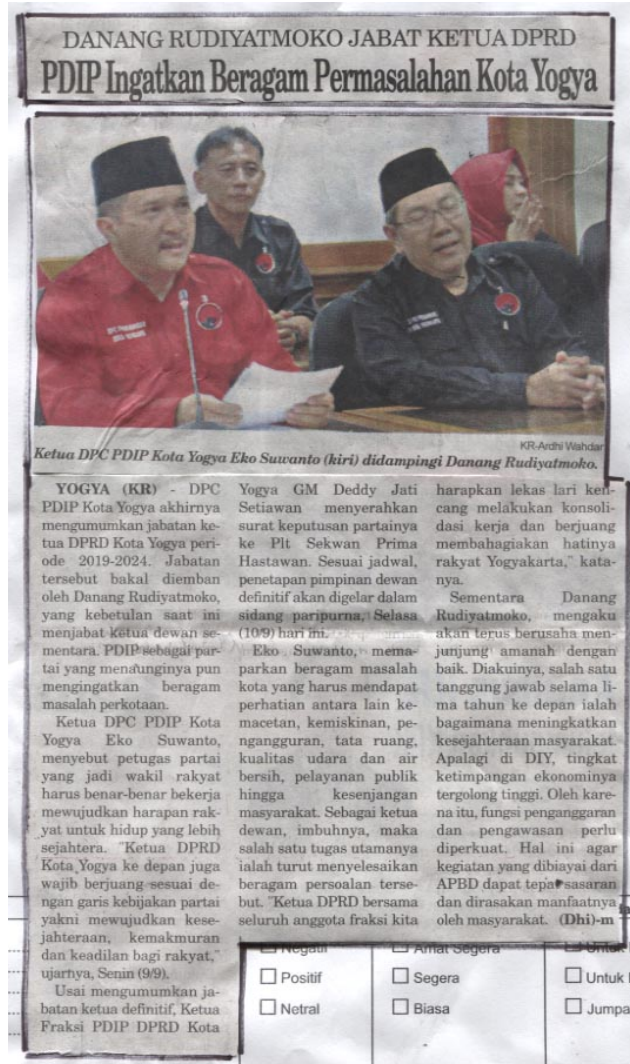 DANANG RUDIYATMOKO JABAT KETUA DPRD
PDIP Ingatkan Beragam Permasalahan Kota Yogya
KR-Ardhi Wahdan
Ketua DPC PDIP Kota Yogya Eko Suwanto (kiri) didampingi Danang Rudiyatmoko.
YOGYA (KR) - DPC
PDIP Kota Yogya akhirnya
mengumumkan jabatan ke-
tua DPRD Kota Yogya peri-
ode 2019-2024. Jabatan
tersebut bakal diemban
oleh Danang Rudiyatmoko,
yang kebetulan saat ini
menjabat ketua dewan se-
mentara. PDIP sebagai par-
tai yang menaunginya pun
mengingatkan beragam
masalah perkotaan.
Ketua DPC PDIP Kota
Yogya Eko Suwanto,
menyebut petugas partai
yang jadi wakil rakyat
harus benar-benar bekerja
mewujudkan harapan rak-
yat untuk hidup yang lebih
sejahtera. "Ketua DPRD
Kota Yogya ke depan juga
wajib berjuang sesuai de-
ngan garis kebijakan partai
yakni mewujudkan kese-
jahteraan, kemakmuran
dan keadilan bagi rakyat,"
ujarnya, Senin (9/9).
Usai mengumumkan ja-
batan ketua definitif, Ketua
Fraksi PDIP DPRD Kota
Yogya GM Deddy Jati
Setiawan menyerahkan
surat keputusan partainya
ke Plt Sekwan Prima
Hastawan. Sesuai jadwal,
penetapan pimpinan dewan
definitif akan digelar dalam
sidang paripurna, Selasa
(10/9) hari ini.
Eko Suwanto, mema-
parkan beragam masalah
kota yang harus mendapat
perhatian antara lain ke-
macetan, kemiskinan, pe-
ngangguran, tata ruang,
kualitas udara dan air
bersih, pelayanan publik
hingga kesenjangan
masyarakat. Sebagai ketua
dewan, imbuhnya, maka
salah satu tugas utamanya
ialah turut menyelesaikan
beragam persoalan terse-
but. "Ketua DPRD bersama
seluruh anggota fraksi kita
harapkan lekas lari ken-
cang melakukan konsoli-
dasi kerja dan berjuang
membahagiakan hatinya
rakyat Yogyakarta," kata-
nya.
Sementara Danang
Rudiyatmoko, mengaku
akan terus berusaha men-
junjung amanah dengan
baik. Diakuinya, salah satu
tanggung jawab selama li-
ma tahun ke depan ialah
bagaimana meningkatkan
kesejahteraan masyarakat.
Apalagi di DIY, tingkat
ketimpangan ekonominya
tergolong tinggi. Oleh kare-
na itu, fungsi penganggaran
dan pengawasan perlu
diperkuat. Hal ini agar
kegiatan yang dibiayai dari
APBD dapat tepat sasaran
dan dirasakan manfaatnya
oleh masyarakat. (Dhi)-m
Negatif Amat Segera Untuk
Positif Segera Untuk
Netral Biasa Jumpa